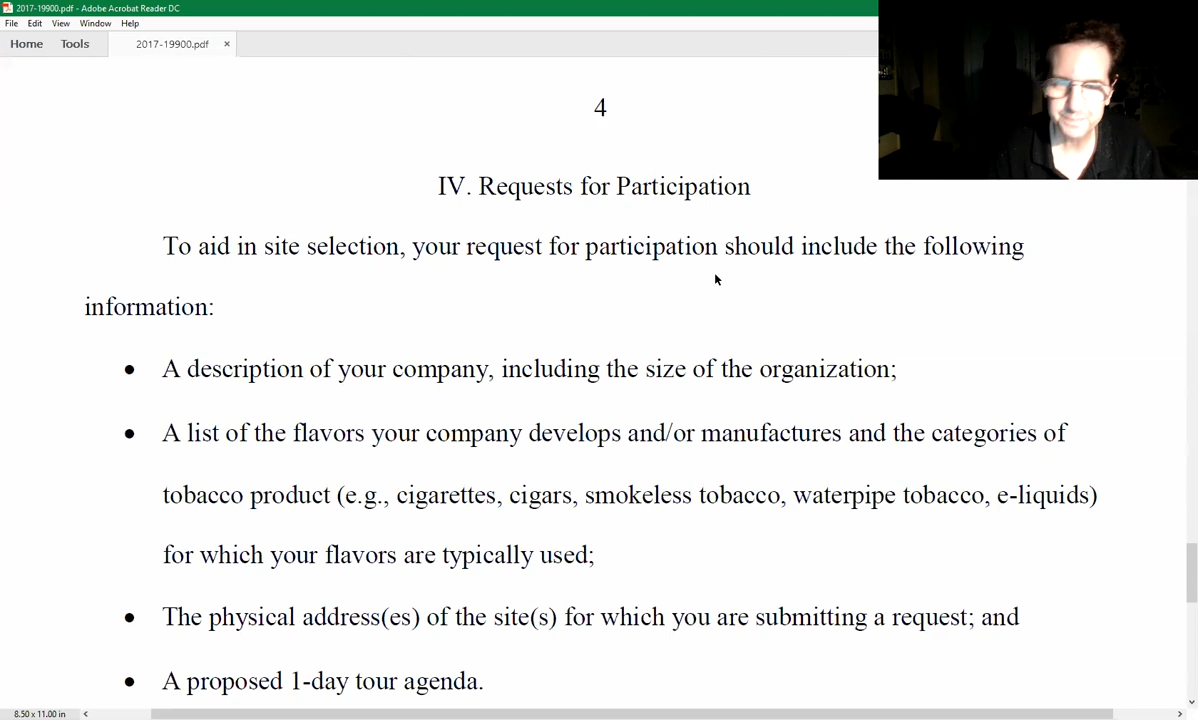 2017-19900.pdf - Adobe Acrobat Reader DC
File Edit View Window Help
Home Tools 2017-19900.pdf ×
4
IV. Requests for Participation
To aid in site selection, your request for participation should include the following
information:
• A description of your company, including the size of the organization;
• A list of the flavors your company develops and/or manufactures and the categories of
tobacco product (e.g., cigarettes, cigars, smokeless tobacco, waterpipe tobacco, e-liquids)
for which your flavors are typically used;
• The physical address(es) of the site(s) for which you are submitting a request; and
• A proposed 1-day tour agenda.
8.50 x 11.00 in